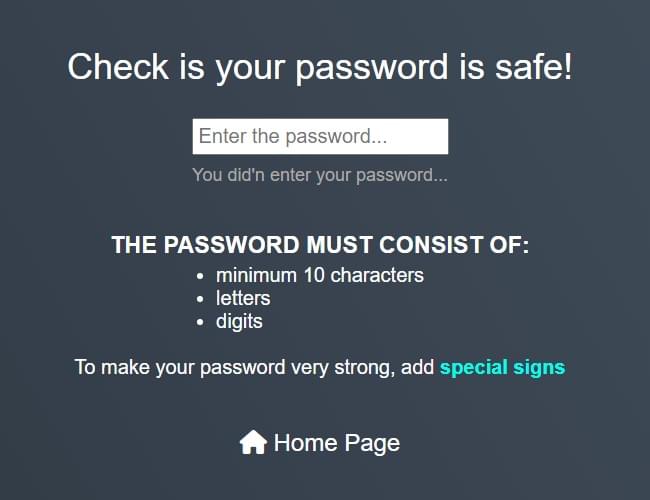 Check is your password is safe!
Enter the password...
You did'n enter your password...
THE PASSWORD MUST CONSIST OF:
• minimum 10 characters
• letters
• digits
To make your password very strong, add special signs
Home Page